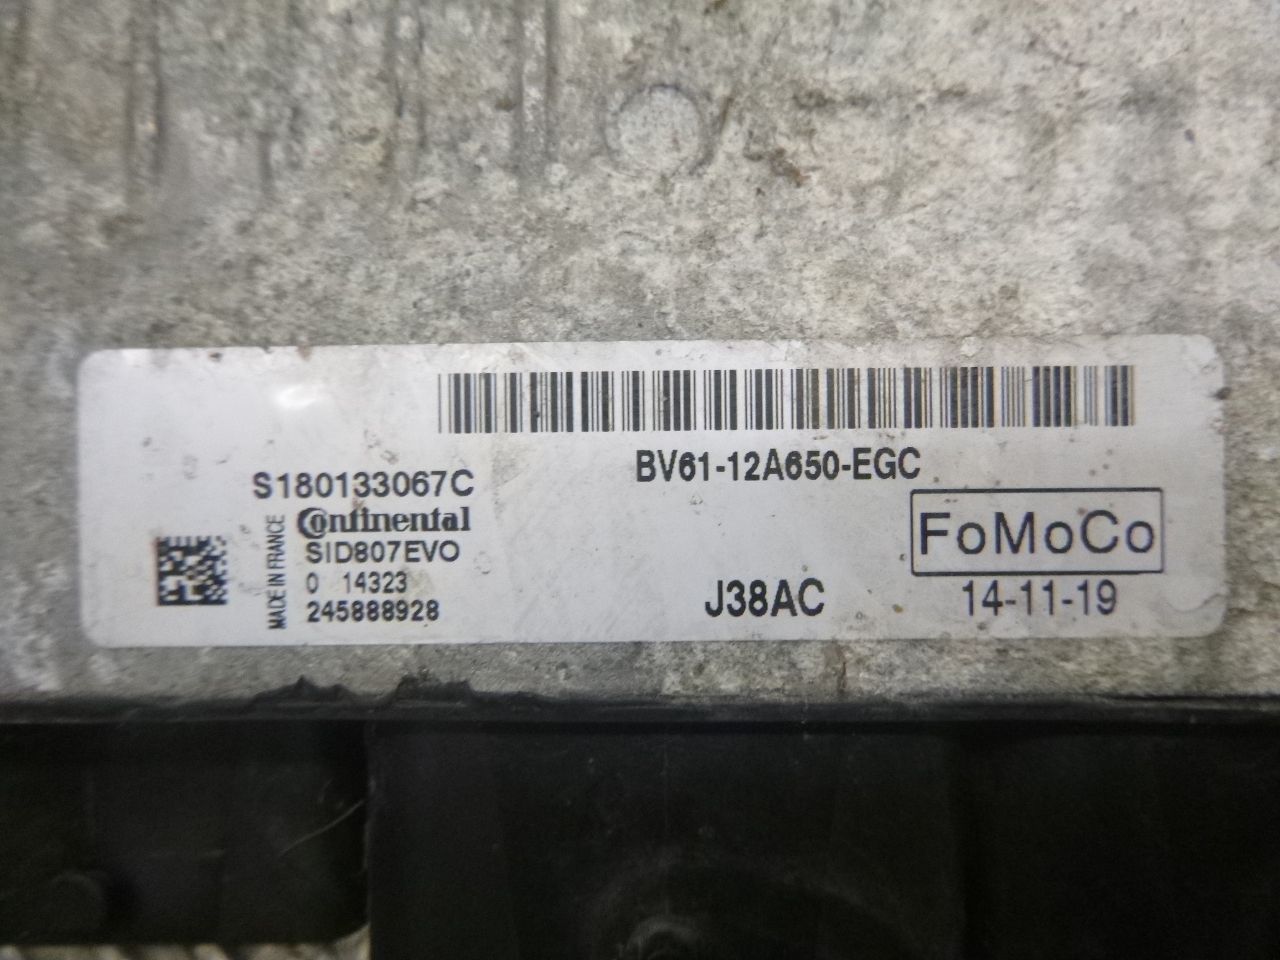 BV61-12A650-EGC
S180133067C
Continental
SID807EVO
0 14323
245888928
MADE IN FRANCE
J38AC
FoMoCo
14-11-19